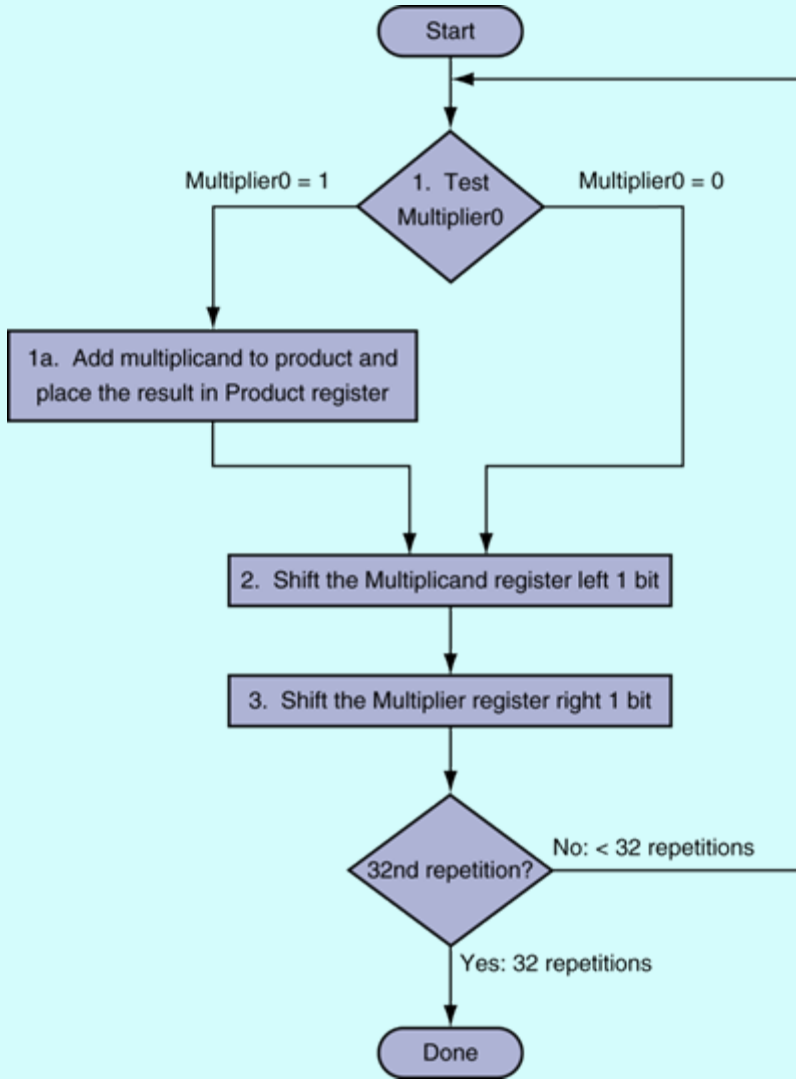 Start
Multiplier0 = 1
1. Test
Multiplier0
Multiplier0 = 0
1a. Add multiplicand to product and
place the result in Product register
2. Shift the Multiplicand register left 1 bit
3. Shift the Multiplier register right 1 bit
32nd repetition?
No: < 32 repetitions
Yes: 32 repetitions
Done